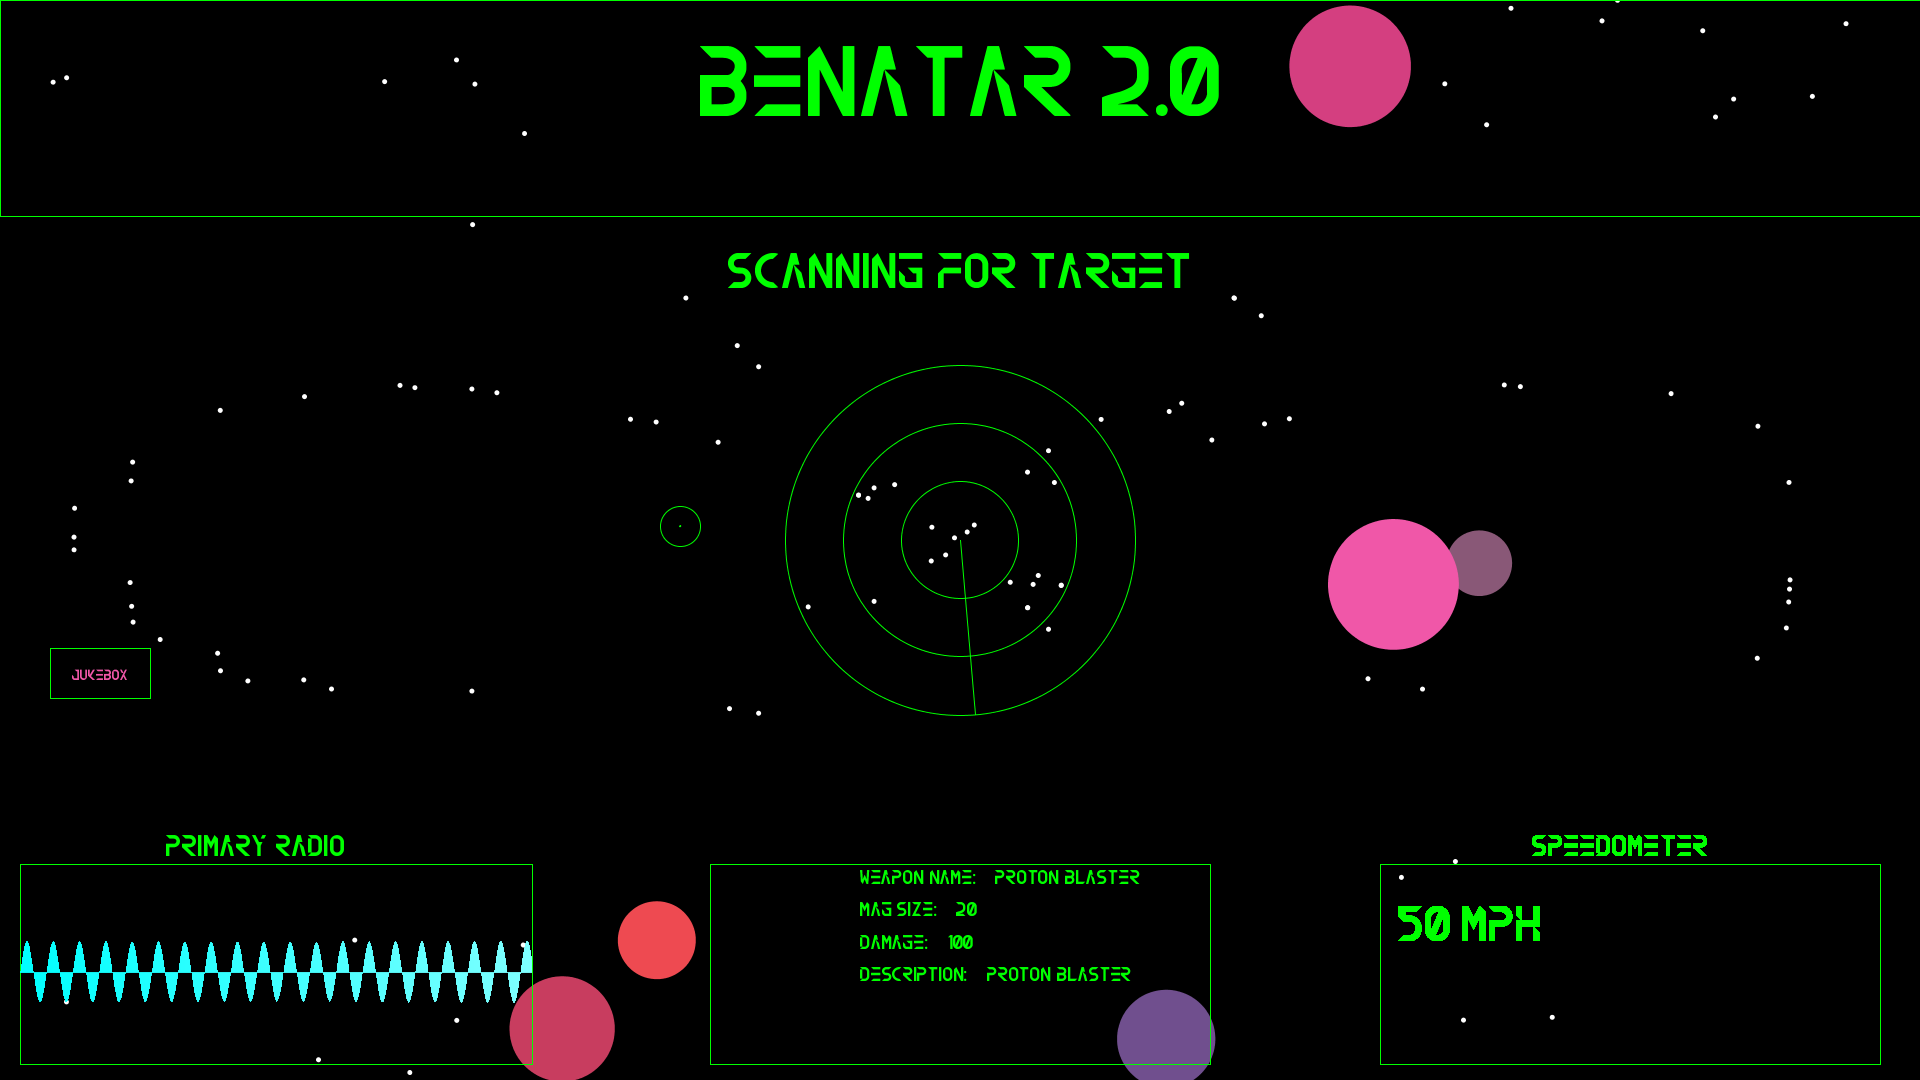 BENATAR 2.0
SCANNING FOR TARGET
JUKEBOX
PRIMARY RADIO
SPEEDOMETER
WEAPON NAME: PROTON BLASTER
MAG SIZE: 20
DAMAGE: 100
DESCRIPTION: PROTON BLASTER
50 MPH